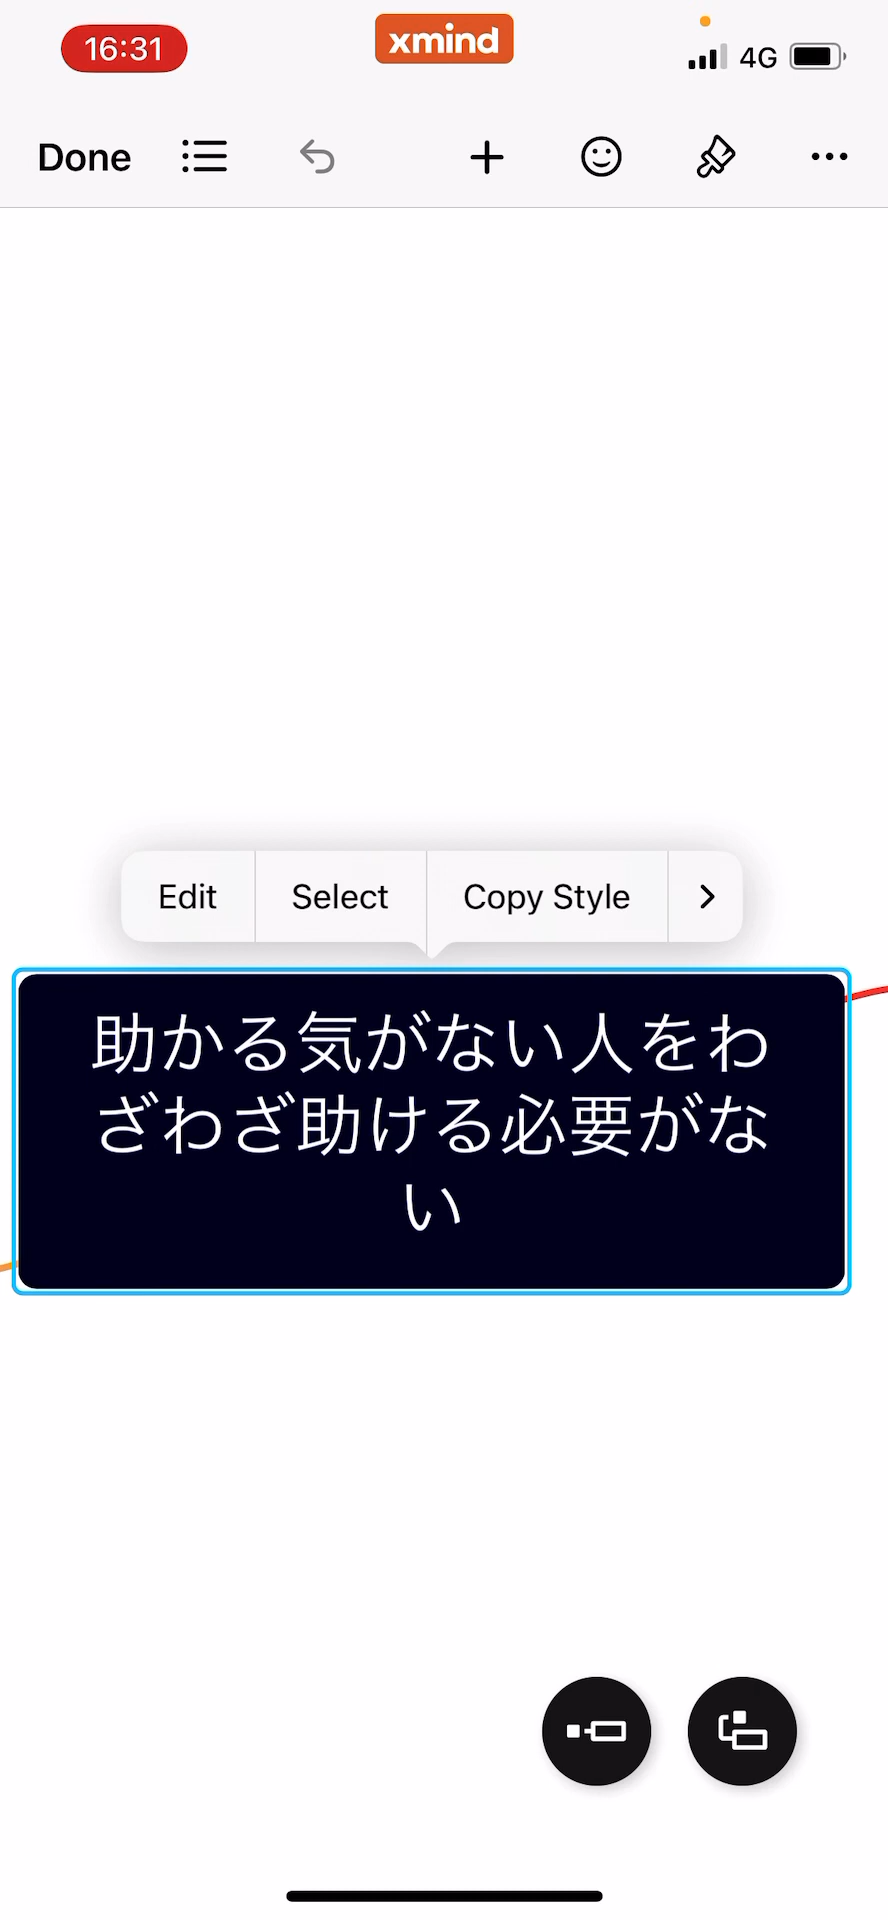 16:31
xmind
4G
Done
Edit
Select
Copy Style
助かる気がない人をわ
ざわざ助ける必要がな
い